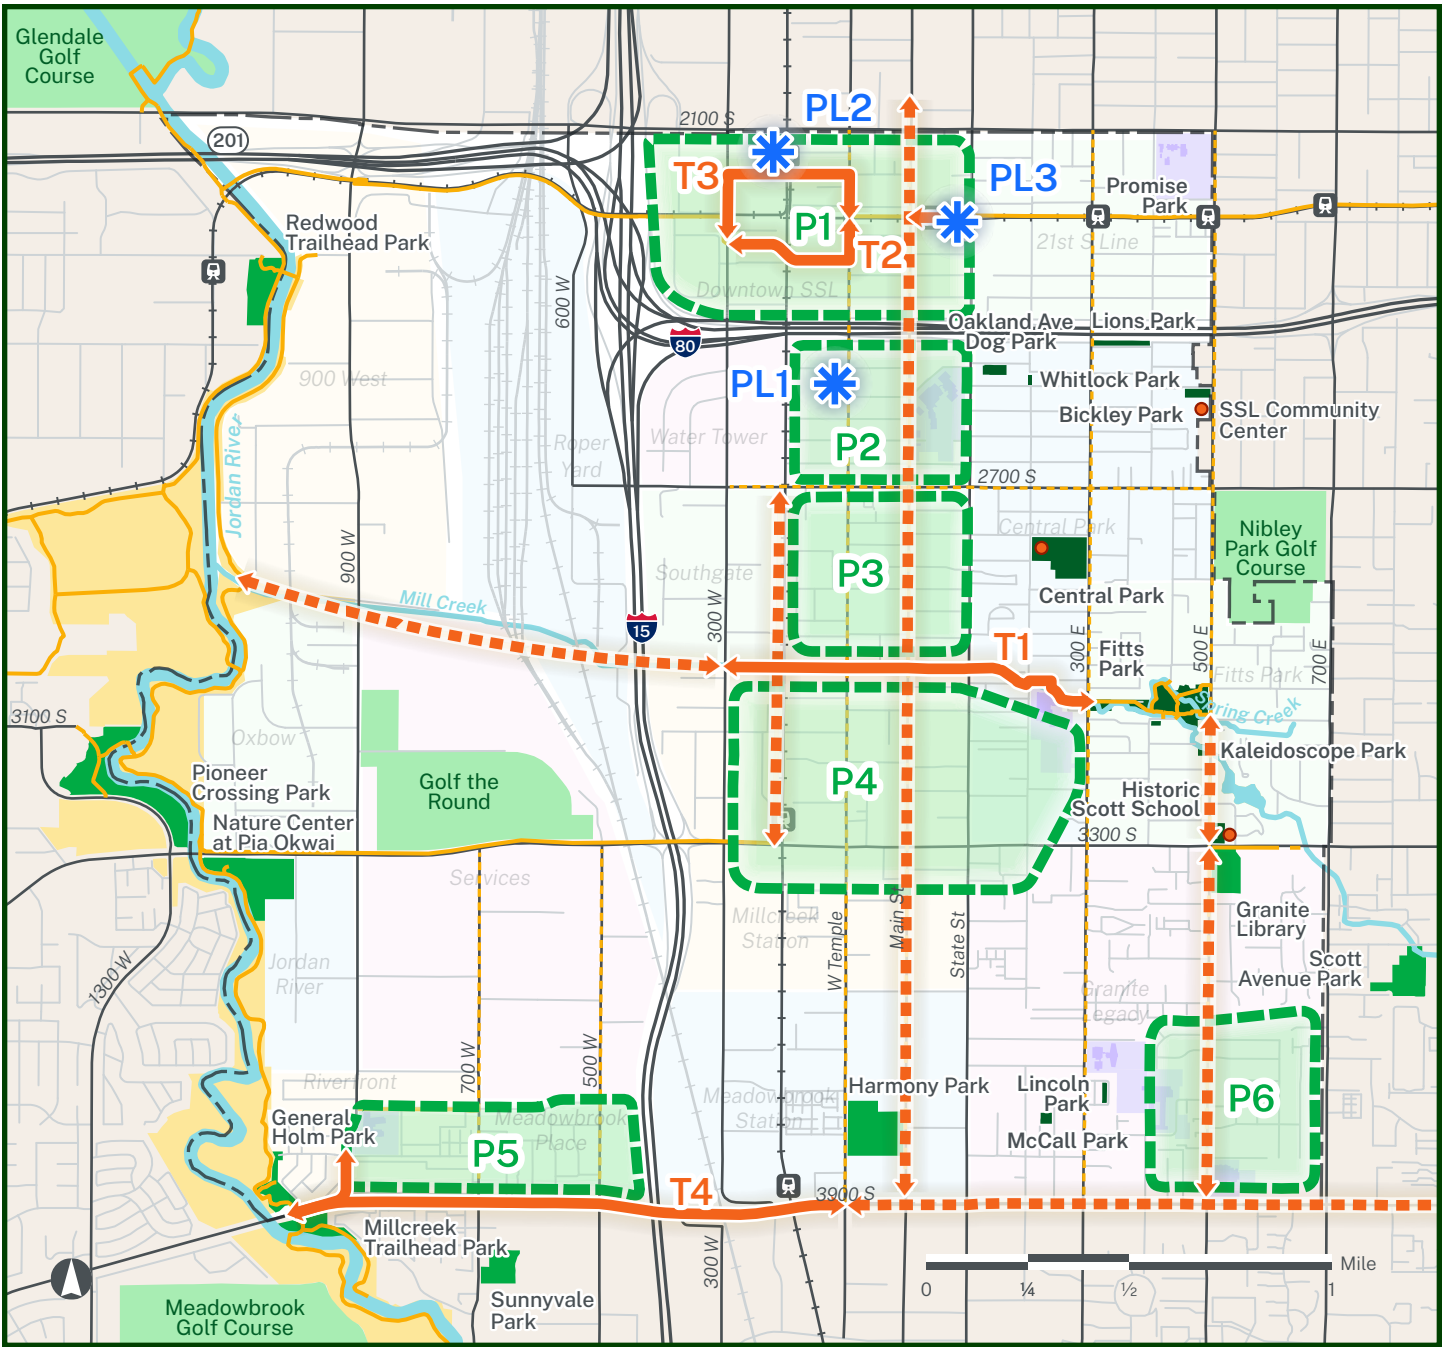 Glendale
Golf
Course
201
2100 S
PL2
T3
P1
T2
PL3
Promise
Park
21st S Line
Redwood
Trailhead Park
Downtown SSL
600 W
80
Oakland Ave
Dog Park
Lions Park
900 West
PL1
Whitlock Park
Bickley Park
SSL Community
Center
Jordan River
Roper
Yard
Water Tower
P2
2700 S
Central Park
Nibley
Park Golf
Course
900 W
Southgate
P3
Central Park
Mill Creek
15
300 W
T1
300 E
Fitts
Park
500 E
Fitts Park
700 E
Spring Creek
3100 S
Oxbow
Kaleidoscope Park
Pioneer
Crossing Park
Golf the
Round
P4
Historic
Scott School
Nature Center
at Pia Okwai
3300 S
Services
Millcreek
Station
W Temple
Main St
State St
Granite
Library
Scott
Avenue Park
Jordan
River
1300 W
Granite
Legacy
700 W
500 W
Riverfront
Meadowbrook
Station
Harmony Park
Lincoln
Park
McCall Park
P6
General
Holm Park
Meadowbrook
Place
P5
T4
3900 S
Millcreek
Trailhead Park
300 W
Mile
0
¼
½
1
Sunnyvale
Park
Meadowbrook
Golf Course